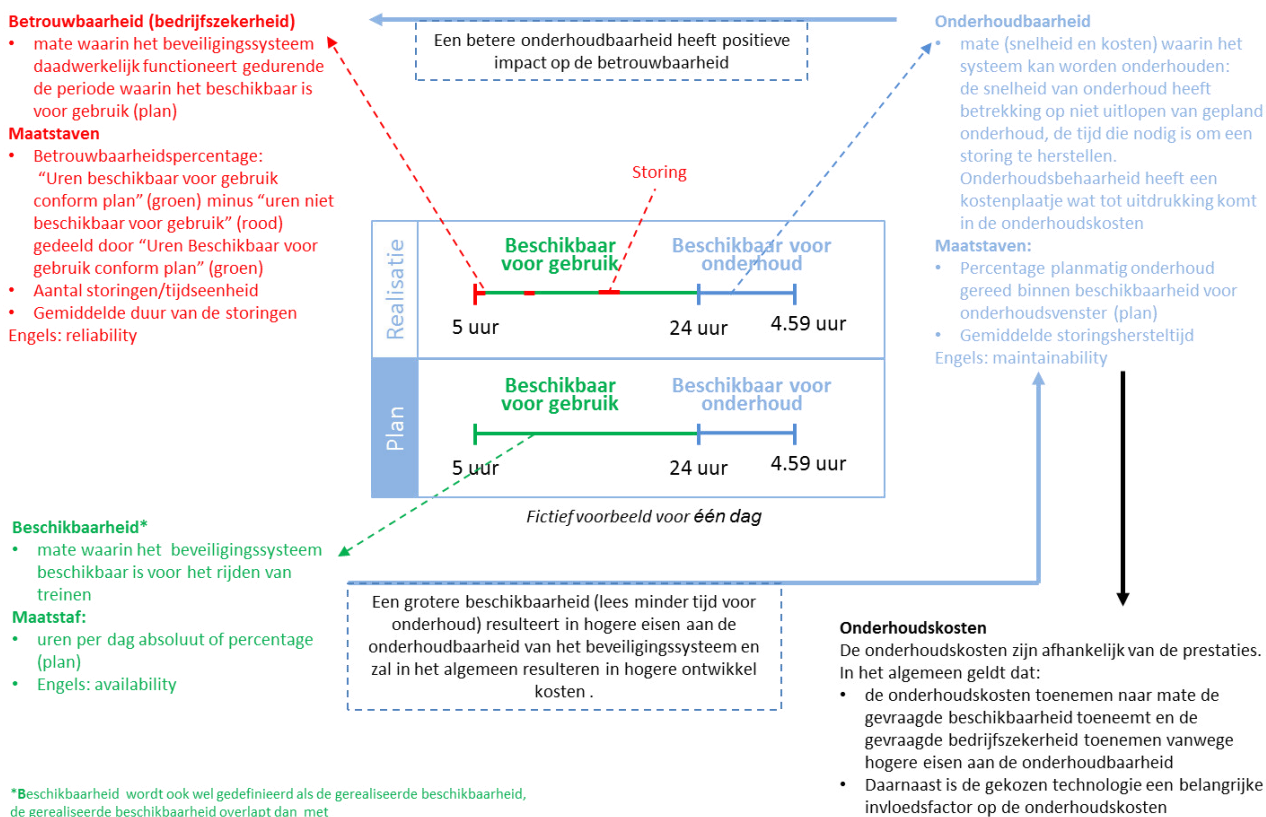 Betrouwbaarheid (bedrijfszekerheid)
• mate waarin het beveiligingssysteem
daadwerkelijk functioneert gedurende
de periode waarin het beschikbaar is
voor gebruik (plan)
Maatstaven
• Betrouwbaarheidspercentage:
“Uren beschikbaar voor gebruik
conform plan” (groen) minus “uren niet
beschikbaar voor gebruik” (rood)
gedeeld door “Uren Beschikbaar voor
gebruik conform plan” (groen)
• Aantal storingen/tijdseenheid
• Gemiddelde duur van de storingen
Engels: reliability
Een betere onderhoudbaarheid heeft positieve
impact op de betrouwbaarheid
Onderhoudbaarheid
• mate (snelheid en kosten) waarin het
systeem kan worden onderhouden:
de snelheid van onderhoud heeft
betrekking op niet uitlopen van gepland
onderhoud, de tijd die nodig is om een
storing te herstellen.
Onderhoudsbehaarheid heeft een
kostenplaatje wat tot uitdrukking komt
in de onderhoudskosten
Maatstaven:
• Percentage planmatig onderhoud
gereed binnen beschikbaarheid voor
onderhoudsvenster (plan)
• Gemiddelde storingshersteltijd
Engels: maintainability
Storing
Realisatie
Beschikbaar
voor gebruik
Beschikbaar voor
onderhoud
5 uur
24 uur
4.59 uur
Plan
Beschikbaar
voor gebruik
Beschikbaar voor
onderhoud
5 uur
24 uur
4.59 uur
Fictief voorbeeld voor één dag
Beschikbaarheid*
• mate waarin het beveiligingssysteem
beschikbaar is voor het rijden van
treinen
Maatstaf:
• uren per dag absoluut of percentage
(plan)
• Engels: availability
Een grotere beschikbaarheid (lees minder tijd voor
onderhoud) resulteert in hogere eisen aan de
onderhoudbaarheid van het beveiligingssysteem en
zal in het algemeen resulteren in hogere ontwikkel
kosten .
Onderhoudskosten
De onderhoudskosten zijn afhankelijk van de prestaties.
In het algemeen geldt dat:
• de onderhoudskosten toenemen naar mate de
gevraagde beschikbaarheid toeneemt en de
gevraagde bedrijfszekerheid toenemen vanwege
hogere eisen aan de onderhoudbaarheid
• Daarnaast is de gekozen technologie een belangrijke
invloedsfactor op de onderhoudskosten
*Beschikbaarheid wordt ook wel gedefinieerd als de gerealiseerde beschikbaarheid,
de gerealiseerde beschikbaarheid overlapt dan met